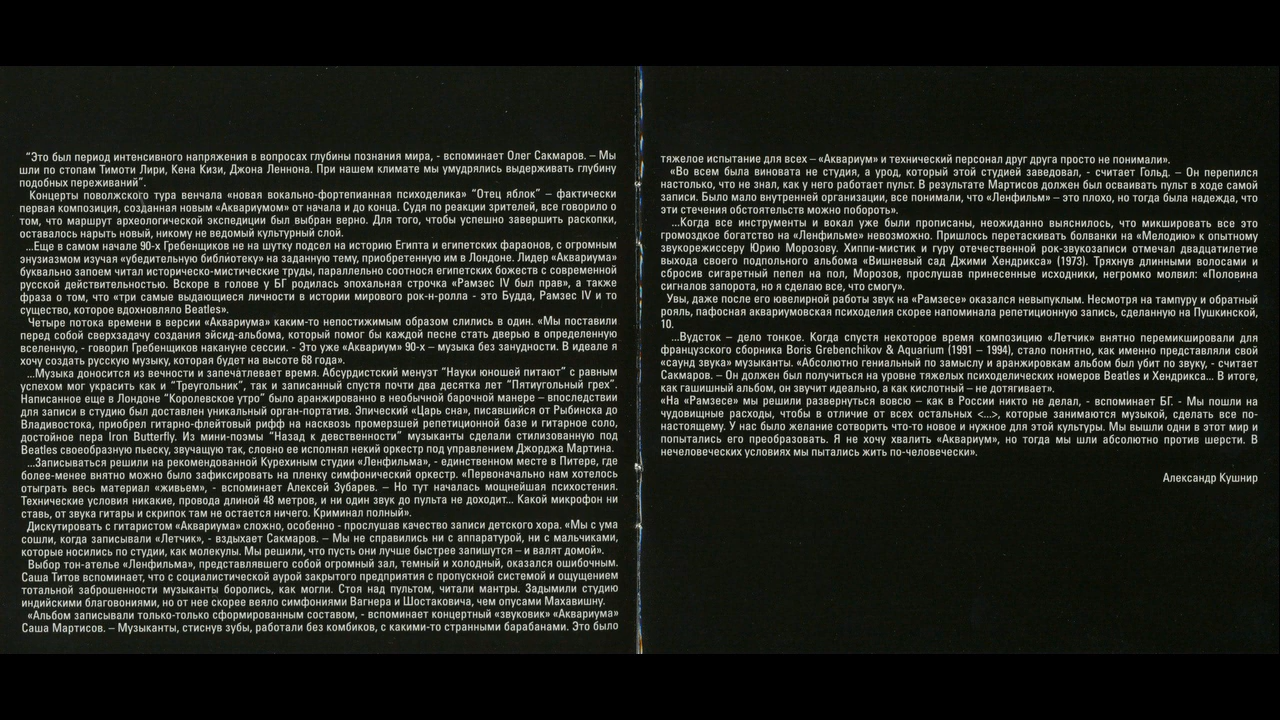 “Это был период интенсивного напряжения в вопросах глубины познания мира, - вспоминает Олег Сакмаров. – Мы
шли по стопам Тимоти Лири, Кена Кизи, Джона Леннона. При нашем климате мы умудрялись выдерживать глубину
подобных переживаний”.
Концерты поволжского тура венчала «новая вокально-фортепианная психоделика» “Отец яблок” – фактически
первая композиция, созданная новым «Аквариумом» от начала и до конца. Судя по реакции зрителей, все говорило о
том, что маршрут археологической экспедиции был выбран верно. Для того, чтобы успешно завершить раскопки,
оставалось нарыть новый, никому не ведомый культурный слой.
...Еще в самом начале 90-х Гребенщиков не на шутку подсел на историю Египта и египетских фараонов, с огромным
энузиазмом изучая «убедительную библиотеку» на заданную тему, приобретенную им в Лондоне. Лидер «Аквариума»
буквально запоем читал историческо-мистические труды, параллельно соотнося египетских божеств с современной
русской действительностью. Вскоре в голове у БГ родилась эпохальная строчка «Рамзес IV был прав», а также
фраза о том, что «три самые выдающиеся личности в истории мирового рок-н-ролла - это Будда, Рамзес IV и то
существо, которое вдохновляло Beatles».
Четыре потока времени в версии «Аквариума» каким-то непостижимым образом слились в один. «Мы поставили
перед собой сверхзадачу создания эйсид-альбома, который помог бы каждой песне стать дверью в определенную
вселенную, - говорил Гребенщиков накануне сессии. - Это уже «Аквариум» 90-х – музыка без занудности. В идеале я
хочу создать русскую музыку, которая будет на высоте 68 года».
...Музыка доносится из вечности и запечатлевает время. Абсурдистский менуэт “Науки юношей питают” с равным
успехом мог украсить как и “Треугольник”, так и записанный спустя почти два десятка лет “Пятиугольный грех”.
Написанное еще в Лондоне “Королевское утро” было аранжировано в необычной барочной манере – впоследствии
для записи в студию был доставлен уникальный орган-портатив. Эпический «Царь сна», писавшийся от Рыбинска до
Владивостока, приобрел гитарно-флейтовый рифф на насквозь промерзшей репетиционной базе и гитарное соло,
достойное пера Iron Butterfly. Из мини-поэмы “Назад к девственности” музыканты сделали стилизованную под
Beatles своеобразную пьеску, звучащую так, словно ее исполнял некий оркестр под управлением Джорджа Мартина.
...Записываться решили на рекомендованной Курехиным студии «Ленфильма», - единственном месте в Питере, где
более-менее внятно можно было зафиксировать на пленку симфонический оркестр. «Первоначально нам хотелось
отыграть весь материал «живьем», - вспоминает Алексей Зубарев. – Но тут началась мощнейшая психостения.
Технические условия никакие, провода длиной 48 метров, и ни один звук до пульта не доходит... Какой микрофон ни
ставь, от звука гитары и скрипок там не остается ничего. Криминал полный».
Дискутировать с гитаристом «Аквариума» сложно, особенно - прослушав качество записи детского хора. «Мы с ума
сошли, когда записывали «Летчик», - вздыхает Сакмаров. – Мы не справились ни с аппаратурой, ни с мальчиками,
которые носились по студии, как молекулы. Мы решили, что пусть они лучше быстрее запишутся – и валят домой».
Выбор тон-ателье «Ленфильма», представлявшего собой огромный зал, темный и холодный, оказался ошибочным.
Саша Титов вспоминает, что с социалистической аурой закрытого предприятия с пропускной системой и ощущением
тотальной заброшенности музыканты боролись, как могли. Стоя над пультом, читали мантры. Задымили студию
индийскими благовониями, но от нее скорее веяло симфониями Вагнера и Шостаковича, чем опусами Махавишну.
«Альбом записывали только-только сформированным составом, - вспоминает концертный «звуковик» «Аквариума»
Саша Мартисов. – Музыканты, стиснув зубы, работали без комбиков, с какими-то странными барабанами. Это было
тяжелое испытание для всех – «Аквариум» и технический персонал друг друга просто не понимали».
«Во всем была виновата не студия, а урод, который этой студией заведовал, - считает Гольд. – Он перепился
настолько, что не знал, как у него работает пульт. В результате Мартисов должен был осваивать пульт в ходе самой
записи. Было мало внутренней организации, все понимали, что «Ленфильм» – это плохо, но тогда была надежда, что
эти стечения обстоятельств можно побороть».
...Когда все инструменты и вокал уже были прописаны, неожиданно выяснилось, что микшировать все это
громоздкое богатство на «Ленфильме» невозможно. Пришлось перетаскивать болванки на «Мелодию» к опытному
звукорежиссеру Юрию Морозову. Хиппи-мистик и гуру отечественной рок-звукозаписи отмечал двадцатилетие
выхода своего подпольного альбома «Вишневый сад Джими Хендрикса» (1973). Тряхнув длинными волосами и
сбросив сигаретный пепел на пол, Морозов, прослушав принесенные исходники, негромко молвил: «Половина
сигналов запорота, но я сделаю все, что смогу».
Увы, даже после его ювелирной работы звук на «Рамзесе» оказался невыпуклым. Несмотря на тампуру и обратный
рояль, пафосная аквариумовская психоделия скорее напоминала репетиционную запись, сделанную на Пушкинской,
10.
...Вудсток – дело тонкое. Когда спустя некоторое время композицию «Летчик» внятно перемикшировали для
французского сборника Boris Grebenchikov & Aquarium (1991 – 1994), стало понятно, как именно представляли свой
«саунд звука» музыканты. «Абсолютно гениальный по замыслу и аранжировкам альбом был убит по звуку, - считает
Сакмаров. – Он должен был получиться на уровне тяжелых психоделических номеров Beatles и Хендрикса... В итоге,
как гашишный альбом, он звучит идеально, а как кислотный – не дотягивает».
«На «Рамзесе» мы решили развернуться вовсю – как в России никто не делал, - вспоминает БГ. - Мы пошли на
чудовищные расходы, чтобы в отличие от всех остальных <...>, которые занимаются музыкой, сделать все по-
настоящему. У нас было желание сотворить что-то новое и нужное для этой культуры. Мы вышли одни в этот мир и
попытались его преобразовать. Я не хочу хвалить «Аквариум», но тогда мы шли абсолютно против шерсти. В
нечеловеческих условиях мы пытались жить по-человечески».
Александр Кушнир